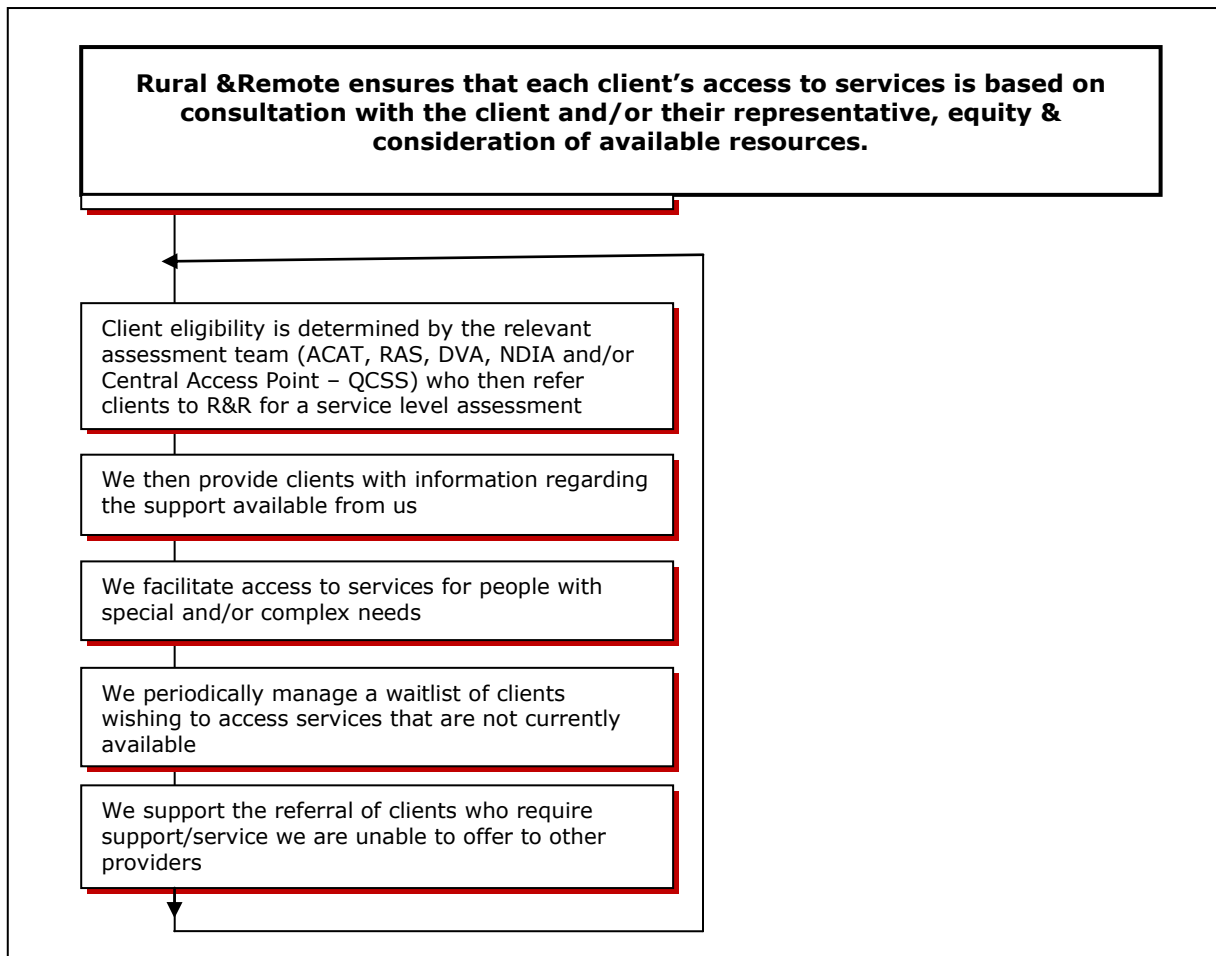 Rural &Remote ensures that each client’s access to services is based on
consultation with the client and/or their representative, equity &
consideration of available resources.
Client eligibility is determined by the relevant
assessment team (ACAT, RAS, DVA, NDIA and/or
Central Access Point – QCSS) who then refer
clients to R&R for a service level assessment
We then provide clients with information regarding
the support available from us
We facilitate access to services for people with
special and/or complex needs
We periodically manage a waitlist of clients
wishing to access services that are not currently
available
We support the referral of clients who require
support/service we are unable to offer to other
providers